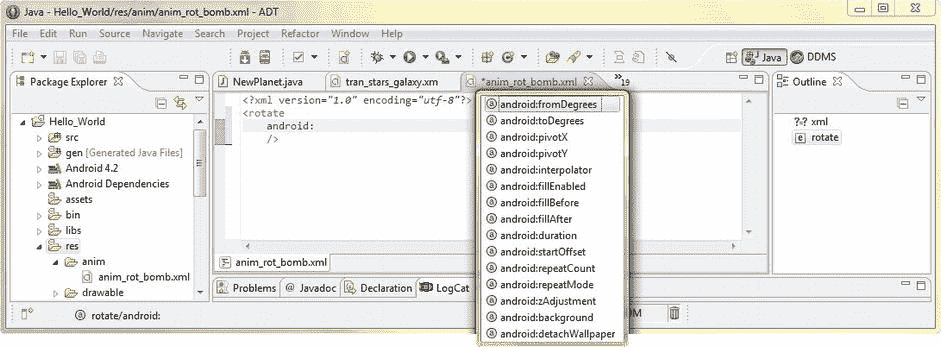 Java - Hello_World/res/anim/anim_rot_bomb.xml - ADT
File Edit Run Source Navigate Search Project Refactor Window Help
Java DDMS
Package Explorer
Hello_World
src
gen [Generated Java Files]
Android 4.2
Android Dependencies
assets
bin
libs
res
anim
anim_rot_bomb.xml
drawable
NewPlanet.java tran_stars_galaxy.xm *anim_rot_bomb.xml »19
<?xml version="1.0" encoding="utf-8"?>
<rotate
android:
/>
android:fromDegrees
android:toDegrees
android:pivotX
android:pivotY
android:interpolator
android:fillEnabled
android:fillBefore
android:fillAfter
android:duration
android:startOffset
android:repeatCount
android:repeatMode
android:zAdjustment
android:background
android:detachWallpaper
anim_rot_bomb.xml
Problems @ Javadoc Declaration LogCat
Outline
?·? xml
e rotate
rotate/android: